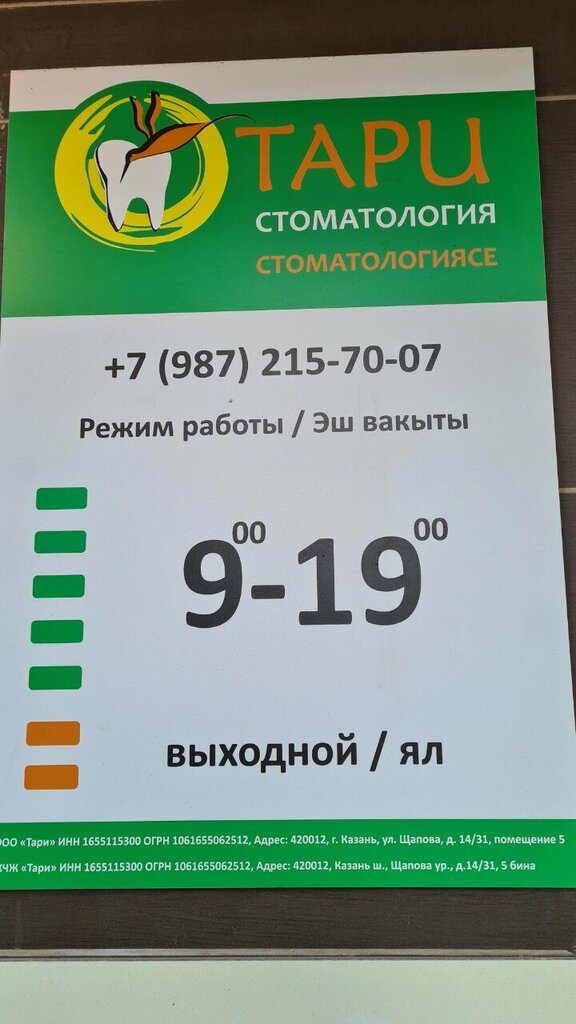 ТАРИ
СТОМАТОЛОГИЯ
СТОМАТОЛОГИЯСЕ
+7 (987) 215-70-07
Режим работы / Эш вакыты
9⁰⁰-19⁰⁰
выходной / ял
ООО «Тари» ИНН 1655115300 ОГРН 1061655062512, Адрес: 420012, г. Казань, ул. Щапова, д. 14/31, помещение 5
«Тари» ИНН 1655115300 ОГРН 1061655062512, Адрес: 420012, Казань ш., Щапова ур., д.14/31, 5 бина